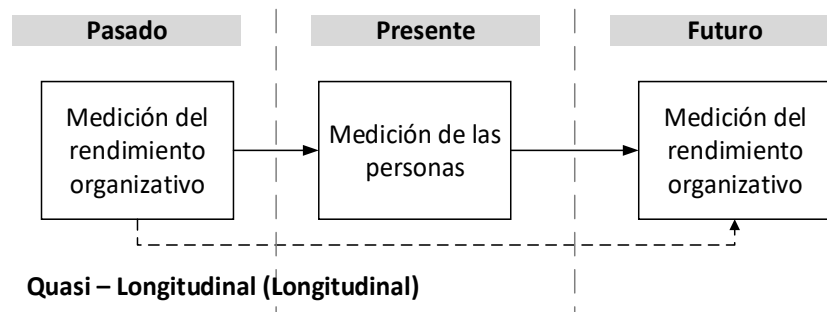 Pasado
Presente
Futuro
Medición del
rendimiento
organizativo
Medición de las
personas
Medición del
rendimiento
organizativo
Quasi – Longitudinal (Longitudinal)